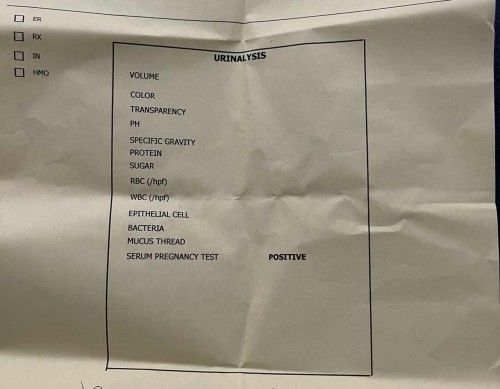 ER
RX
IN
HMO
URINALYSIS
VOLUME
COLOR
TRANSPARENCY
PH
SPECIFIC GRAVITY
PROTEIN
SUGAR
RBC (/hpf)
WBC (/hpf)
EPITHELIAL CELL
BACTERIA
MUCUS THREAD
SERUM PREGNANCY TEST POSITIVE